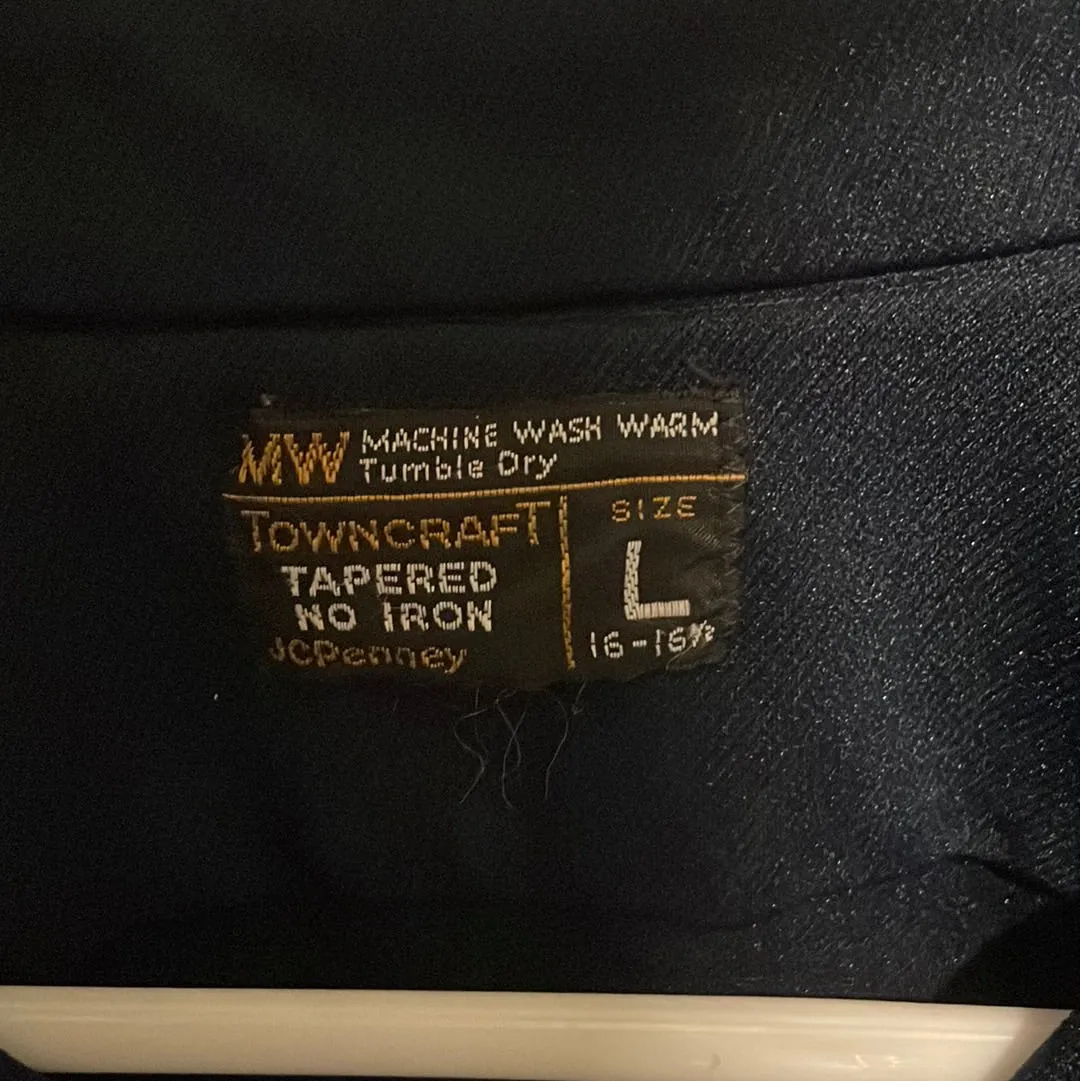 MW MACHINE WASH WARM
Tumble Dry
TOWNCRAFT
TAPERED
NO IRON
JCPenney
SIZE
L
16-16½